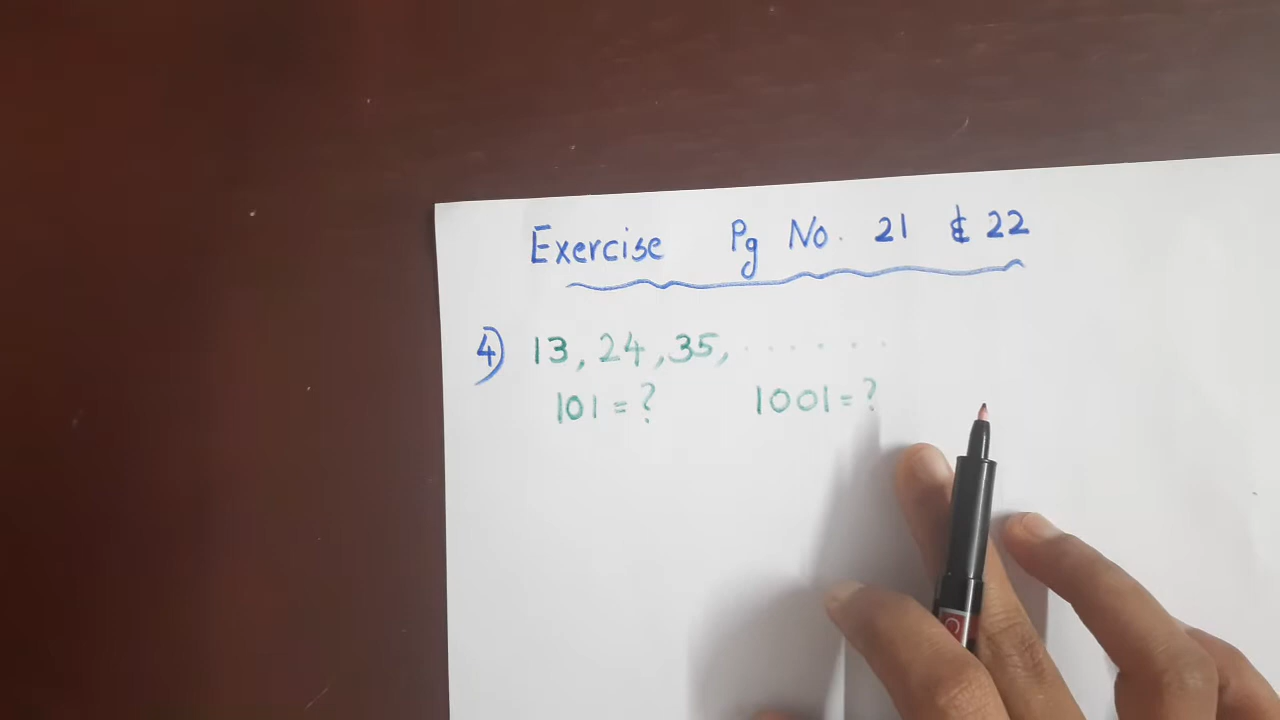 Exercise Pg No. 21 & 22
4) 13, 24, 35, . . . . . .
101 = ? 1001 = ?